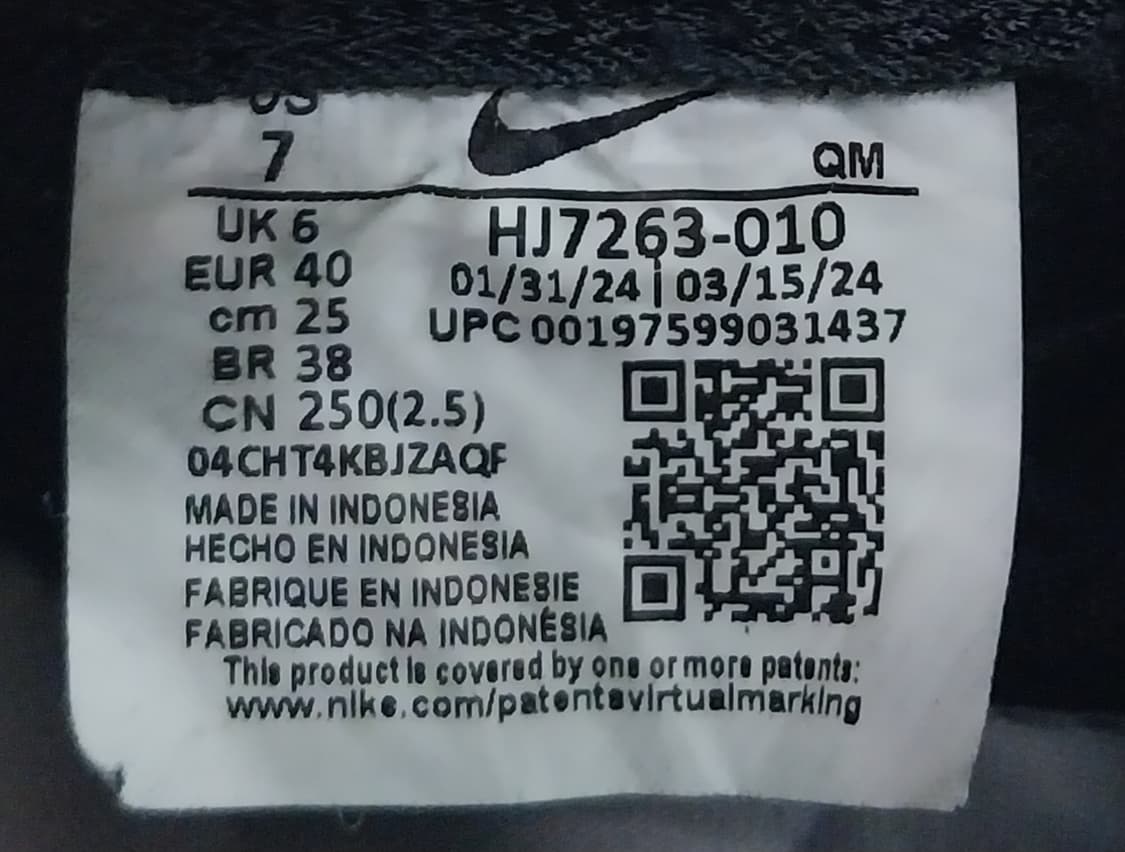 US
7
QM
UK 6
HJ7263-010
EUR 40
01/31/24 | 03/15/24
cm 25
UPC 00197599031437
BR 38
CN 250(2.5)
04CHT4KBJZAQF
MADE IN INDONESIA
HECHO EN INDONESIA
FABRIQUE EN INDONESIE
FABRICADO NA INDONÉSIA
This product is covered by one or more patents:
www.nike.com/patentsvirtualmarking